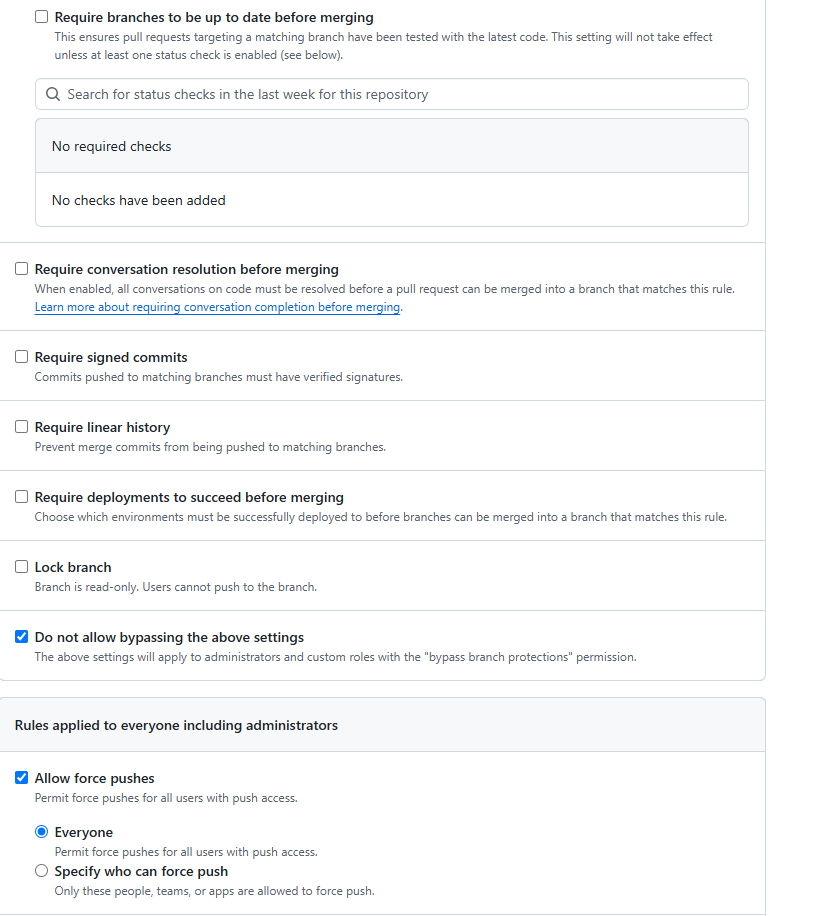 Require branches to be up to date before merging
This ensures pull requests targeting a matching branch have been tested with the latest code. This setting will not take effect
unless at least one status check is enabled (see below).
Search for status checks in the last week for this repository
No required checks
No checks have been added
Require conversation resolution before merging
When enabled, all conversations on code must be resolved before a pull request can be merged into a branch that matches this rule.
Learn more about requiring conversation completion before merging.
Require signed commits
Commits pushed to matching branches must have verified signatures.
Require linear history
Prevent merge commits from being pushed to matching branches.
Require deployments to succeed before merging
Choose which environments must be successfully deployed to before branches can be merged into a branch that matches this rule.
Lock branch
Branch is read-only. Users cannot push to the branch.
Do not allow bypassing the above settings
The above settings will apply to administrators and custom roles with the "bypass branch protections" permission.
Rules applied to everyone including administrators
Allow force pushes
Permit force pushes for all users with push access.
Everyone
Permit force pushes for all users with push access.
Specify who can force push
Only these people, teams, or apps are allowed to force push.